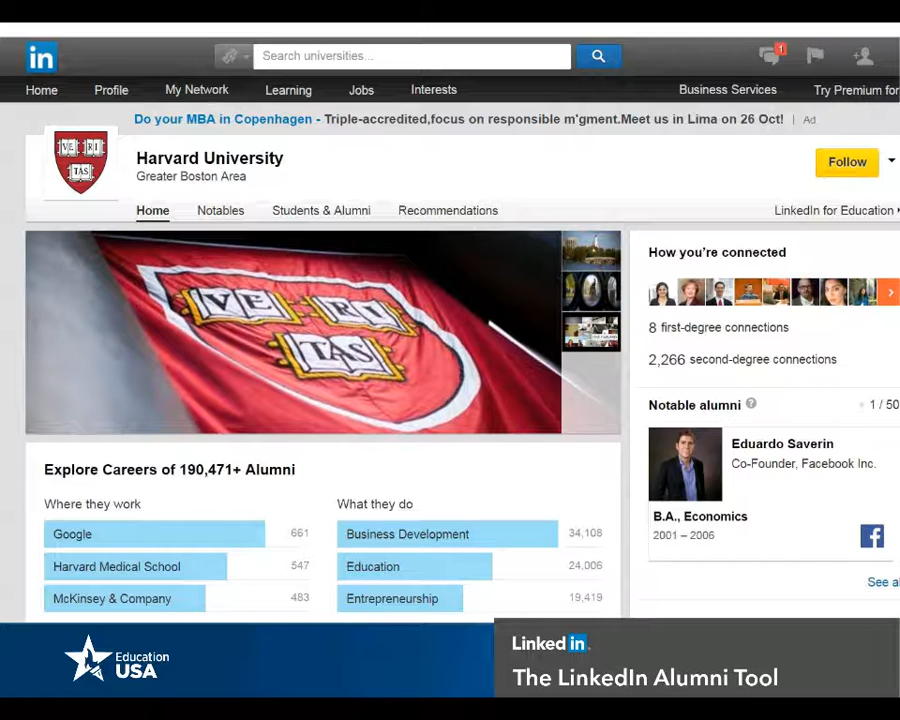 in
Search universities...
1
Home Profile My Network Learning Jobs Interests Business Services Try Premium for
Do your MBA in Copenhagen - Triple-accredited,focus on responsible m'gment.Meet us in Lima on 26 Oct! | Ad
VE RI
TAS
Harvard University
Greater Boston Area
Follow
Home Notables Students & Alumni Recommendations LinkedIn for Education
VE RI
TAS
How you're connected
8 first-degree connections
2,266 second-degree connections
Notable alumni ? 1 / 50
Eduardo Saverin
Co-Founder, Facebook Inc.
B.A., Economics
2001 – 2006
f
See al
Explore Careers of 190,471+ Alumni
Where they work
Google 661
Harvard Medical School 547
McKinsey & Company 483
What they do
Business Development 34,108
Education 24,006
Entrepreneurship 19,419
Education
USA
Linked in
The LinkedIn Alumni Tool